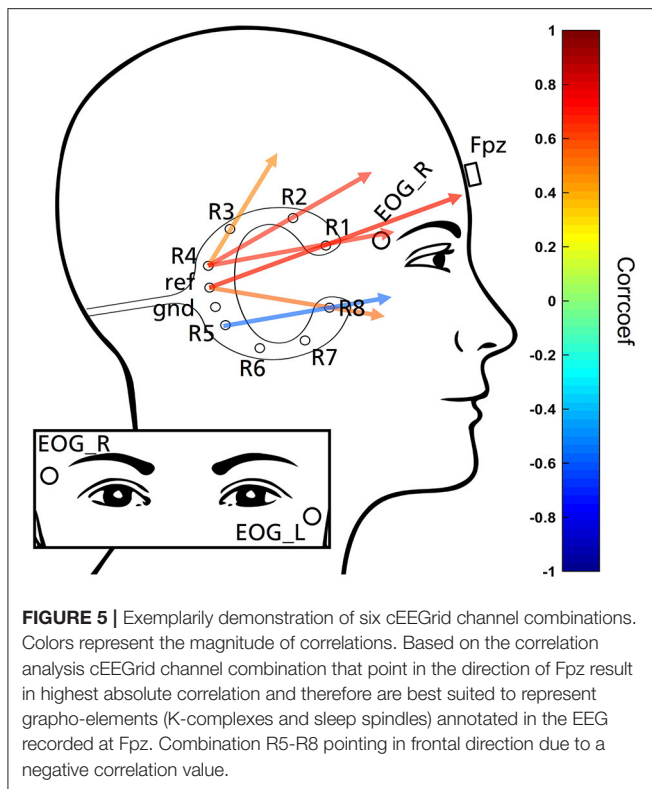 1
0.8
0.6
0.4
0.2
0
-0.2
-0.4
-0.6
-0.8
-1
Corrcoef
Fpz
EOG_R
R2
R3
R1
R4
ref
gnd
R8
R5
R7
R6
EOG_R
EOG_L
FIGURE 5 | Exemplarily demonstration of six cEEGrid channel combinations.
Colors represent the magnitude of correlations. Based on the correlation
analysis cEEGrid channel combination that point in the direction of Fpz result
in highest absolute correlation and therefore are best suited to represent
grapho-elements (K-complexes and sleep spindles) annotated in the EEG
recorded at Fpz. Combination R5-R8 pointing in frontal direction due to a
negative correlation value.